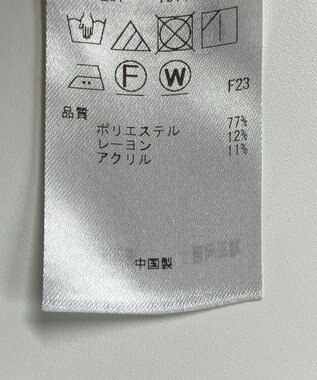 F W
F23
品質
ポリエステル 77%
レーヨン 12%
アクリル 11%
中国製